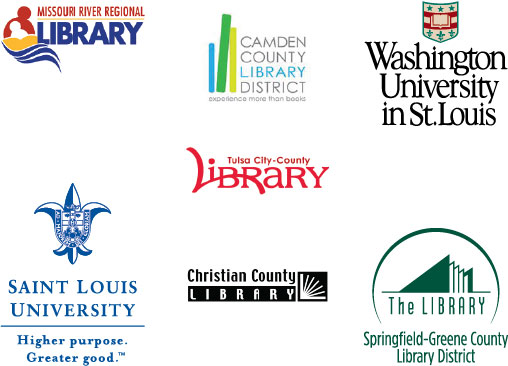 MISSOURI RIVER REGIONAL
LIBRARY
CAMDEN
COUNTY
LIBRARY
DISTRICT
experience more than books
Washington
University
in St. Louis
Tulsa City-County
LIBRARY
SAINT LOUIS
UNIVERSITY
Higher purpose.
Greater good.™
Christian County
LIBRARY
The LIBRARY
Springfield-Greene County
Library District